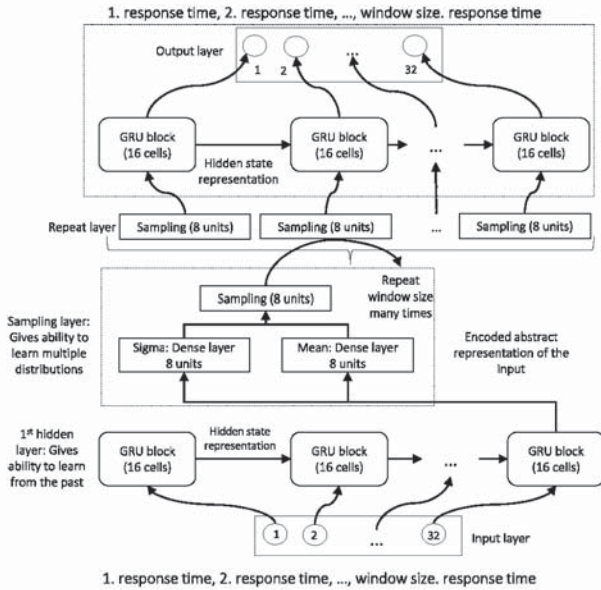 1. response time, 2. response time, ..., window size. response time
Output layer
1
2
...
32
GRU block
(16 cells)
Hidden state
representation
GRU block
(16 cells)
...
GRU block
(16 cells)
Repeat layer
Sampling (8 units)
Sampling (8 units)
...
Sampling (8 units)
Sampling layer:
Gives ability to
learn multiple
distributions
Sampling (8 units)
Repeat
window size
many times
Sigma: Dense layer
8 units
Mean: Dense layer
8 units
Encoded abstract
representation of the
input
1st hidden
layer: Gives
ability to learn
from the past
GRU block
(16 cells)
Hidden state
representation
GRU block
(16 cells)
...
GRU block
(16 cells)
1
2
...
32
Input layer
1. response time, 2. response time, ..., window size. response time